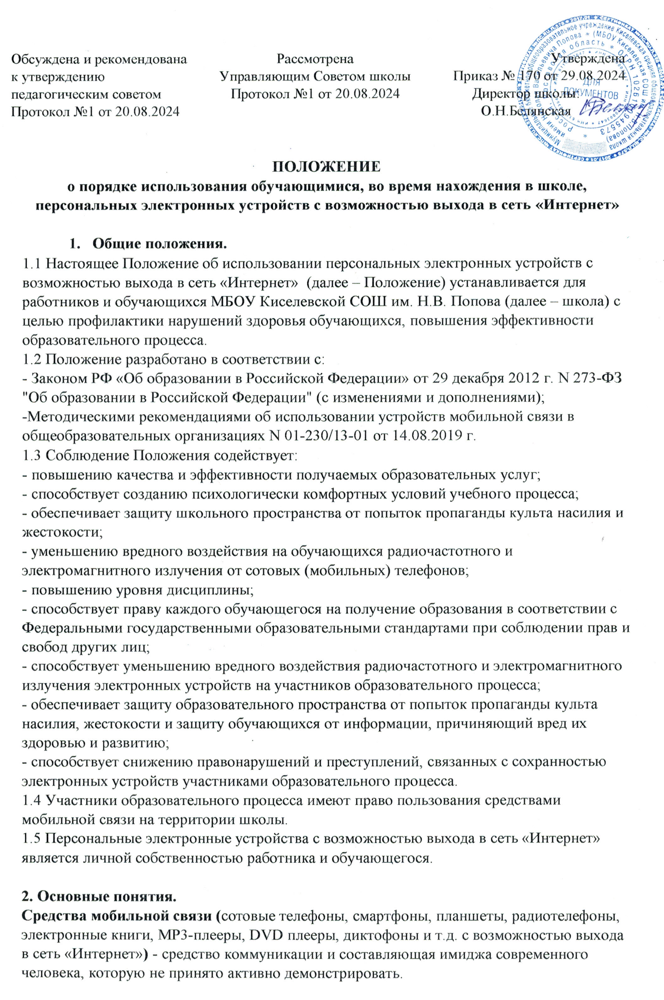 Обсуждена и рекомендована
к утверждению
педагогическим советом
Протокол №1 от 20.08.2024
Рассмотрена
Управляющим Советом школы
Протокол №1 от 20.08.2024
Утверждена
Приказ № 170 от 29.08.2024
Директор школы:
О.Н.Белянская
ДЛЯ
ДОКУМЕНТОВ
ПОЛОЖЕНИЕ
о порядке использования обучающимися, во время нахождения в школе,
персональных электронных устройств с возможностью выхода в сеть «Интернет»
1. Общие положения.
1.1 Настоящее Положение об использовании персональных электронных устройств с
возможностью выхода в сеть «Интернет» (далее – Положение) устанавливается для
работников и обучающихся МБОУ Киселевской СОШ им. Н.В. Попова (далее – школа) с
целью профилактики нарушений здоровья обучающихся, повышения эффективности
образовательного процесса.
1.2 Положение разработано в соответствии с:
- Законом РФ «Об образовании в Российской Федерации» от 29 декабря 2012 г. N 273-ФЗ
"Об образовании в Российской Федерации" (с изменениями и дополнениями);
-Методическими рекомендациями об использовании устройств мобильной связи в
общеобразовательных организациях N 01-230/13-01 от 14.08.2019 г.
1.3 Соблюдение Положения содействует:
- повышению качества и эффективности получаемых образовательных услуг;
- способствует созданию психологически комфортных условий учебного процесса;
- обеспечивает защиту школьного пространства от попыток пропаганды культа насилия и
жестокости;
- уменьшению вредного воздействия на обучающихся радиочастотного и
электромагнитного излучения от сотовых (мобильных) телефонов;
- повышению уровня дисциплины;
- способствует праву каждого обучающегося на получение образования в соответствии с
Федеральными государственными образовательными стандартами при соблюдении прав и
свобод других лиц;
- способствует уменьшению вредного воздействия радиочастотного и электромагнитного
излучения электронных устройств на участников образовательного процесса;
- обеспечивает защиту образовательного пространства от попыток пропаганды культа
насилия, жестокости и защиту обучающихся от информации, причиняющий вред их
здоровью и развитию;
- способствует снижению правонарушений и преступлений, связанных с сохранностью
электронных устройств участниками образовательного процесса.
1.4 Участники образовательного процесса имеют право пользования средствами
мобильной связи на территории школы.
1.5 Персональные электронные устройства с возможностью выхода в сеть «Интернет»
является личной собственностью работника и обучающегося.
2. Основные понятия.
Средства мобильной связи (сотовые телефоны, смартфоны, планшеты, радиотелефоны,
электронные книги, MP3-плееры, DVD плееры, диктофоны и т.д. с возможностью выхода
в сеть «Интернет») - средство коммуникации и составляющая имиджа современного
человека, которую не принято активно демонстрировать.